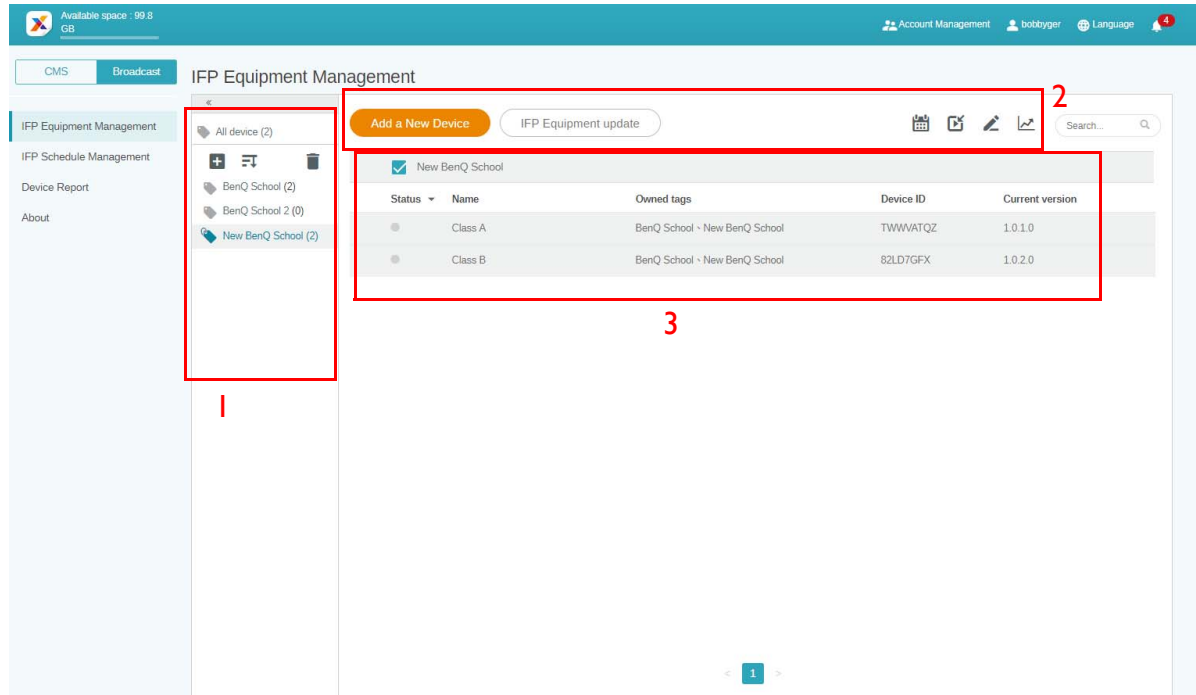 Available space : 99.8
GB
Account Management
bobbyger
Language
4
CMS
Broadcast
IFP Equipment Management
IFP Equipment Management
IFP Schedule Management
Device Report
About
«
All device (2)
BenQ School (2)
BenQ School 2 (0)
New BenQ School (2)
1
Add a New Device
IFP Equipment update
Search...
2
New BenQ School
Status Name Owned tags Device ID Current version
Class A BenQ School、New BenQ School TWWVATQZ 1.0.1.0
Class B BenQ School、New BenQ School 82LD7GFX 1.0.2.0
3
< 1 >